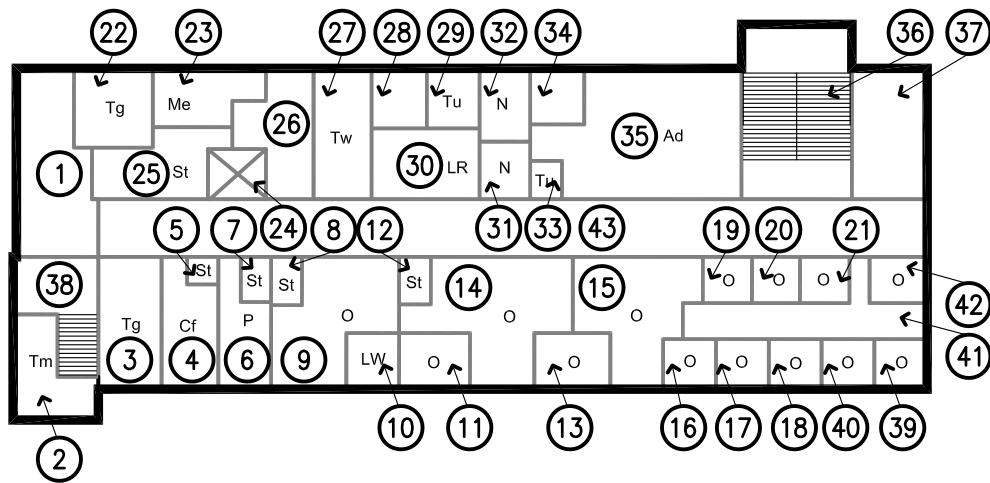 22 23 27 28 29 32 34 36 37
Tg Me Tu N
26 Tw 35 Ad
1 25 St 30 LR N Tu
24 31 33 43
5 7 8 12 19 20 21
38 St St St St 14 15 O O O O 42
Tg Cf P O O O
Tm 3 4 6 9 LW O O O O O O O 41
10 11 13 16 17 18 40 39
2